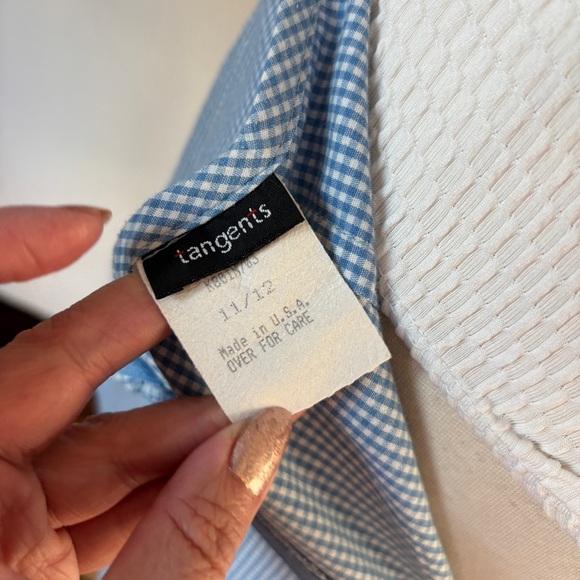 tangents
11/12
Made in U.S.A.
OVER FOR CARE